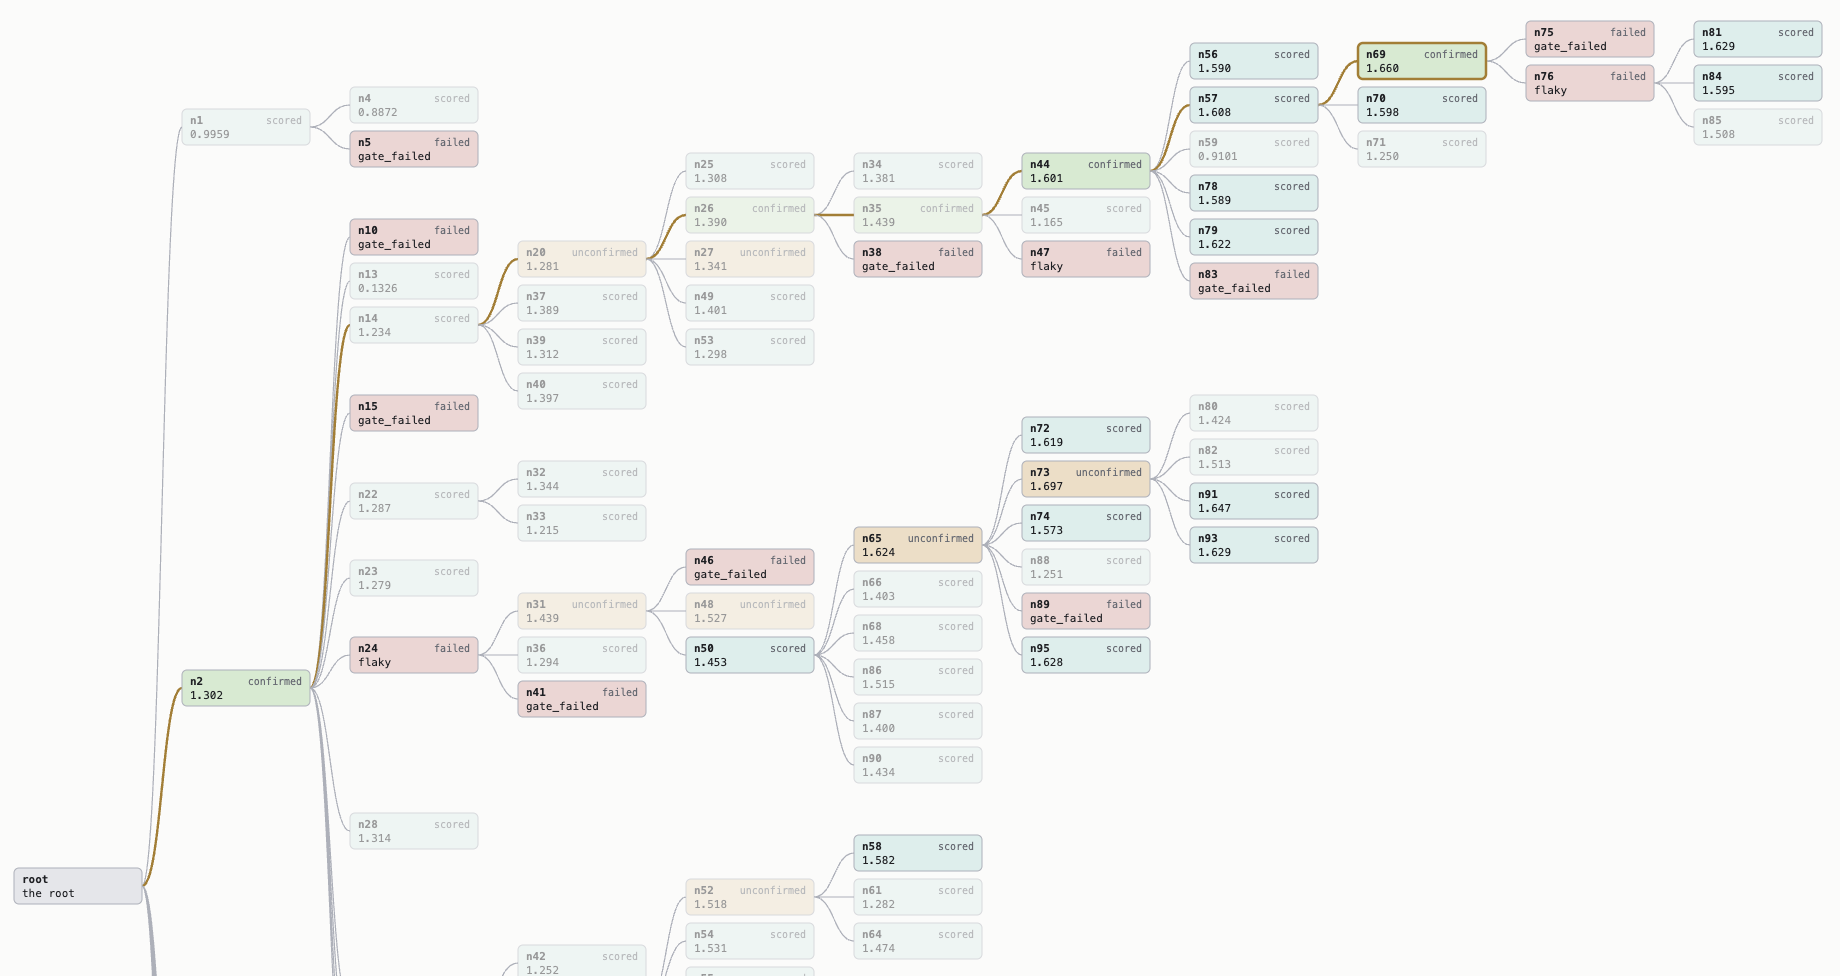 n75 failed
gate_failed
n81 scored
1.629
n56 scored
1.590
n69 confirmed
1.660
n76 failed
flaky
n84 scored
1.595
n4 scored
0.8872
n57 scored
1.608
n70 scored
1.598
n85 scored
1.508
n1 scored
0.9959
n5 failed
gate_failed
n59 scored
0.9101
n71 scored
1.250
n25 scored
1.308
n34 scored
1.381
n44 confirmed
1.601
n78 scored
1.589
n26 confirmed
1.390
n35 confirmed
1.439
n45 scored
1.165
n10 failed
gate_failed
n79 scored
1.622
n20 unconfirmed
1.281
n27 unconfirmed
1.341
n38 failed
gate_failed
n47 failed
flaky
n13 scored
0.1326
n83 failed
gate_failed
n37 scored
1.389
n49 scored
1.401
n14 scored
1.234
n39 scored
1.312
n53 scored
1.298
n40 scored
1.397
n15 failed
gate_failed
n80 scored
1.424
n72 scored
1.619
n82 scored
1.513
n32 scored
1.344
n73 unconfirmed
1.697
n22 scored
1.287
n91 scored
1.647
n33 scored
1.215
n74 scored
1.573
n65 unconfirmed
1.624
n93 scored
1.629
n46 failed
gate_failed
n88 scored
1.251
n23 scored
1.279
n66 scored
1.403
n31 unconfirmed
1.439
n48 unconfirmed
1.527
n89 failed
gate_failed
n68 scored
1.458
n24 failed
flaky
n36 scored
1.294
n50 scored
1.453
n95 scored
1.628
n86 scored
1.515
n2 confirmed
1.302
n41 failed
gate_failed
n87 scored
1.400
n90 scored
1.434
n28 scored
1.314
n58 scored
1.582
root
the root
n52 unconfirmed
1.518
n61 scored
1.282
n54 scored
1.531
n64 scored
1.474
n42 scored
1.252